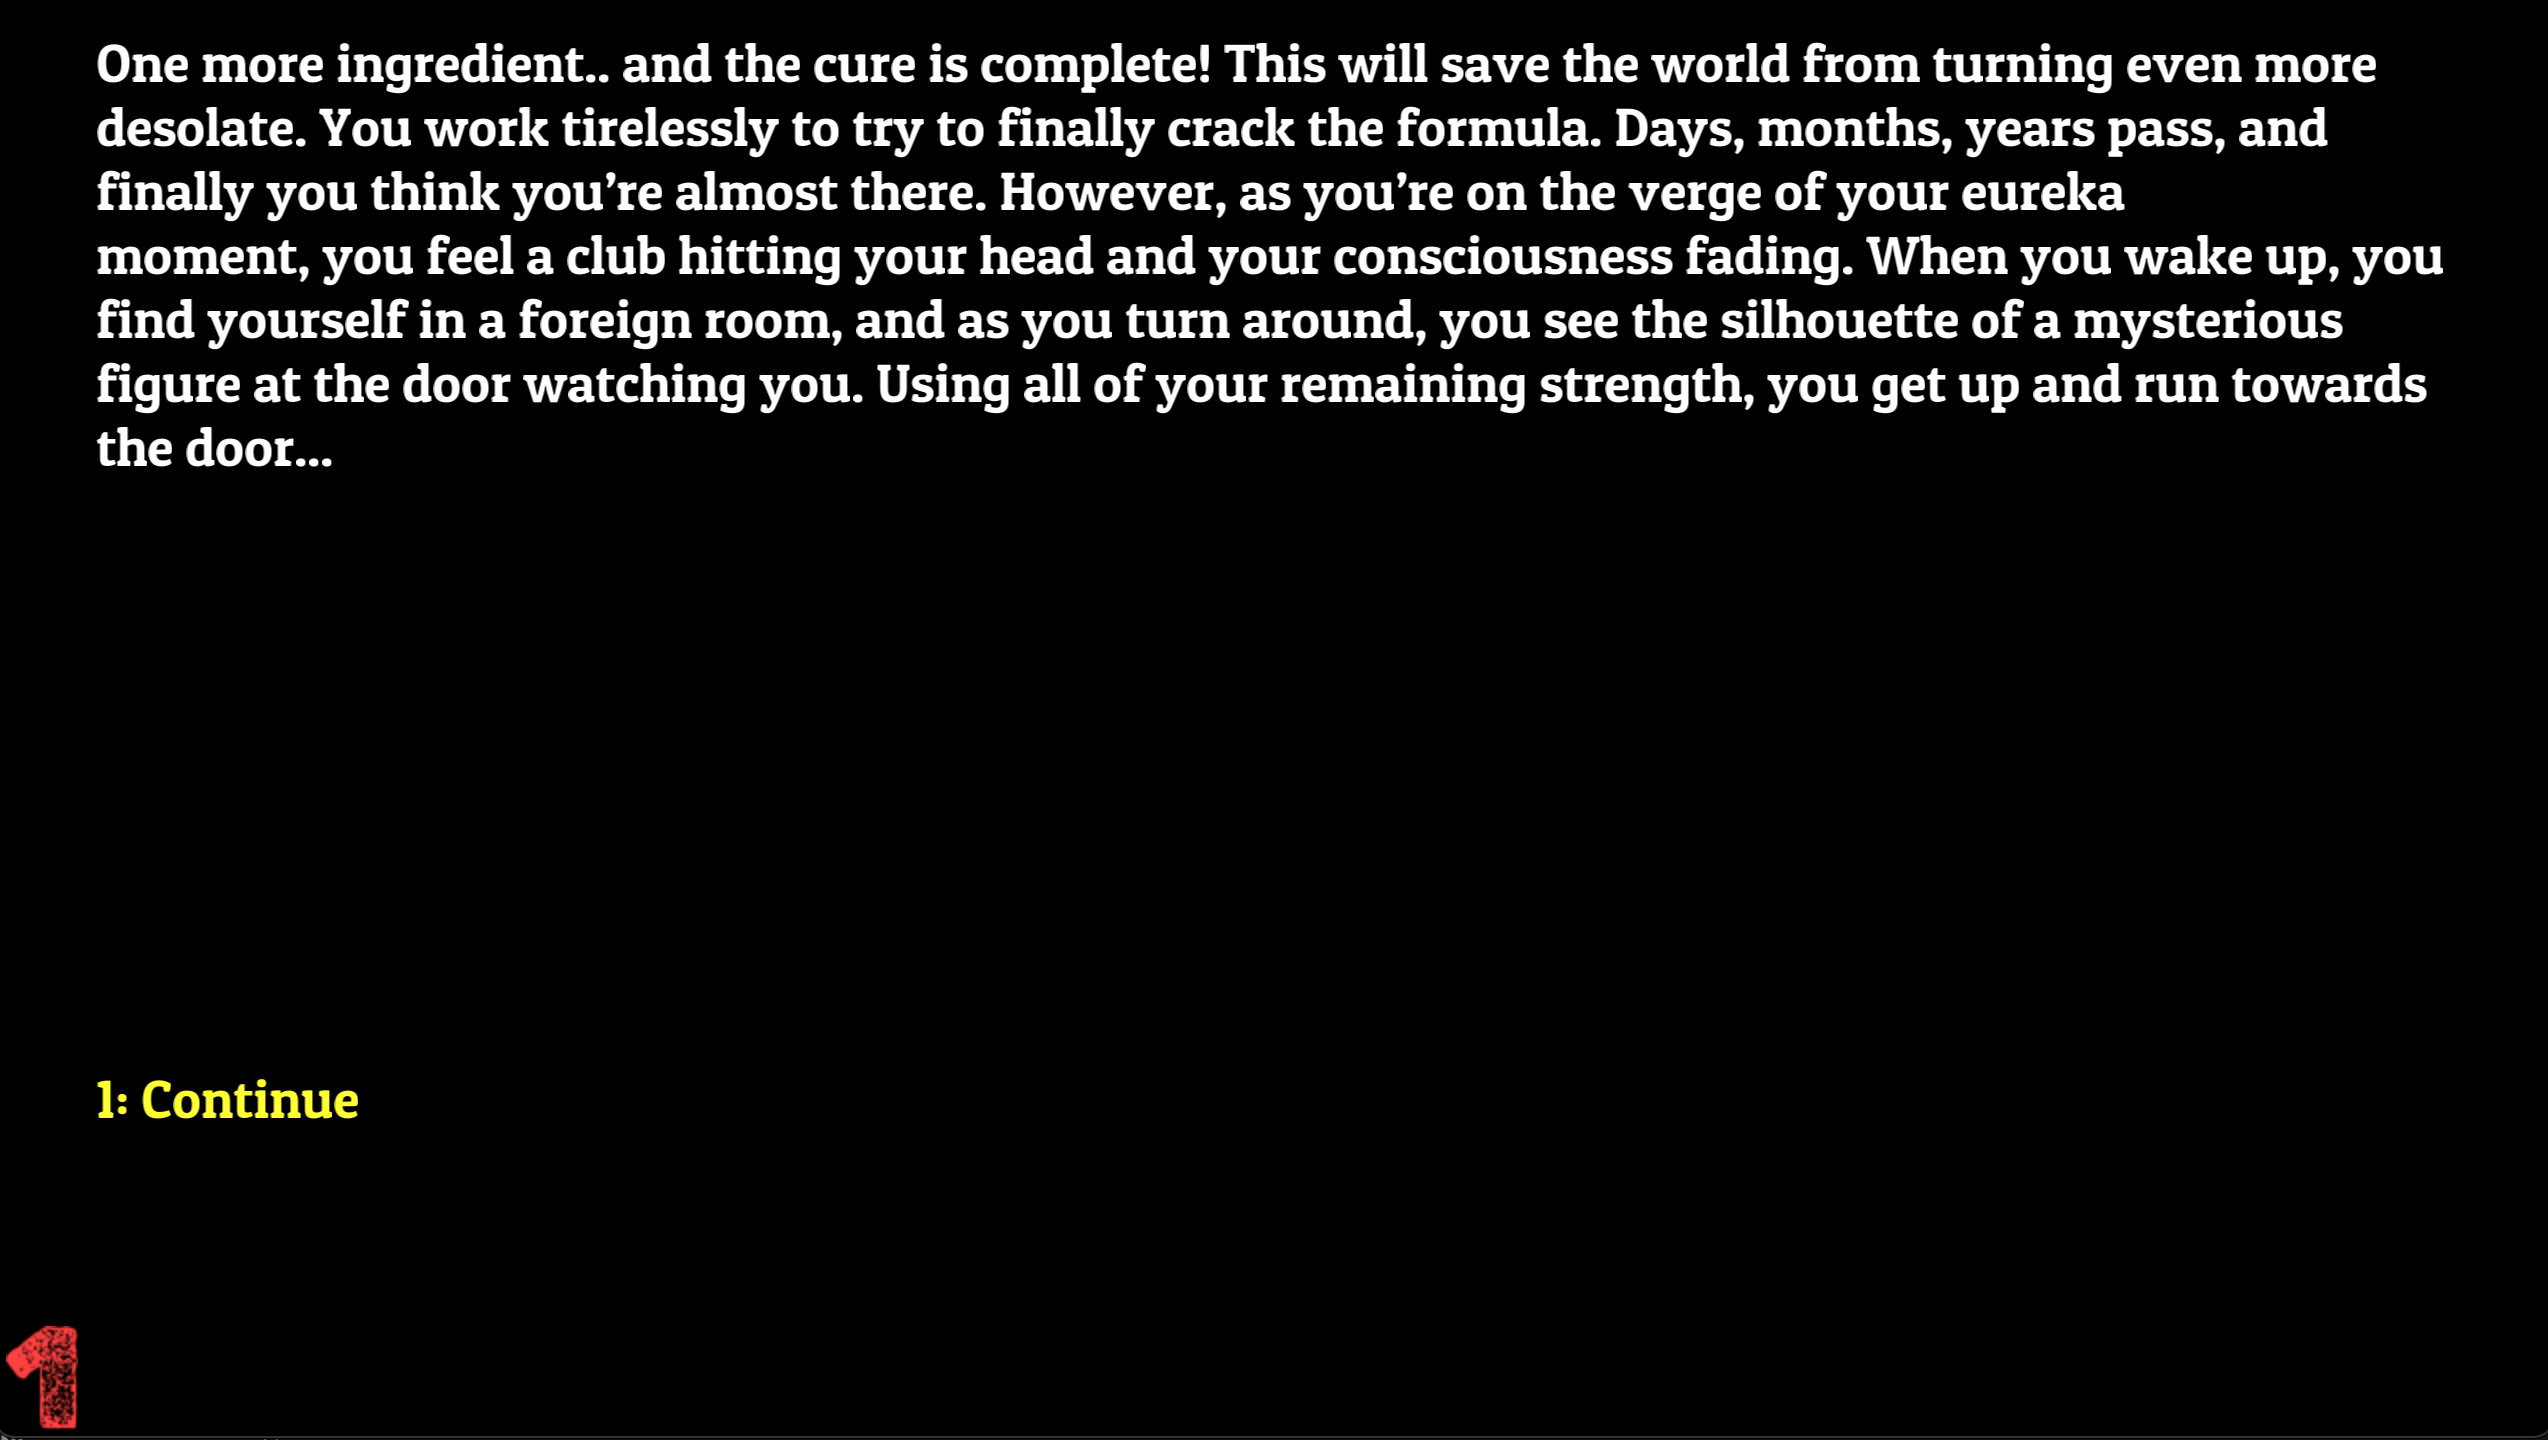 One more ingredient.. and the cure is complete! This will save the world from turning even more
desolate. You work tirelessly to try to finally crack the formula. Days, months, years pass, and
finally you think you’re almost there. However, as you’re on the verge of your eureka
moment, you feel a club hitting your head and your consciousness fading. When you wake up, you
find yourself in a foreign room, and as you turn around, you see the silhouette of a mysterious
figure at the door watching you. Using all of your remaining strength, you get up and run towards
the door...
1: Continue
1